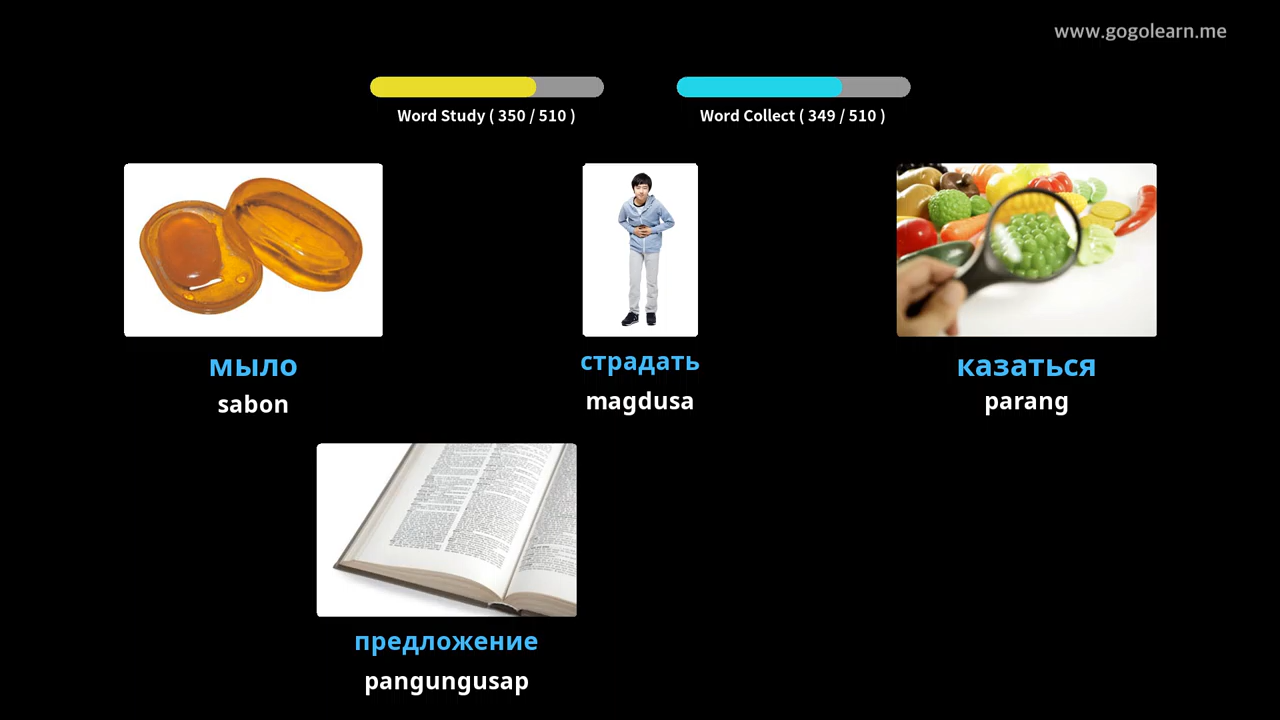 www.gogolearn.me
Word Study ( 350 / 510 )
Word Collect ( 349 / 510 )
мыло
sabon
страдать
magdusa
казаться
parang
предложение
pangungusap